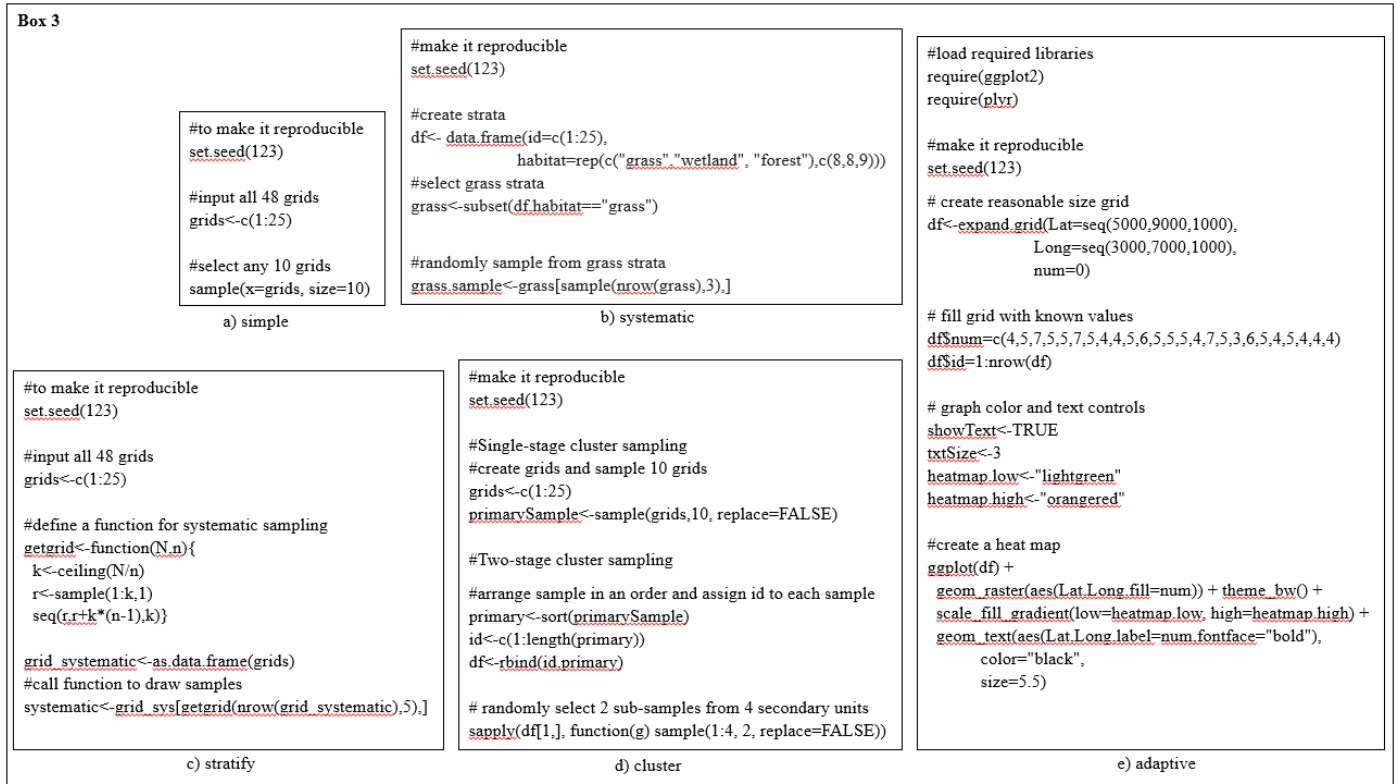 Box 3
#to make it reproducible
set.seed(123)
#input all 48 grids
grids<-c(1:25)
#select any 10 grids
sample(x=grids, size=10)
a) simple
#make it reproducible
set.seed(123)
#create strata
df<- data.frame(id=c(1:25),
habitat=rep(c("grass","wetland", "forest"),c(8,8,9)))
#select grass strata
grass<-subset(df,habitat=="grass")
#randomly sample from grass strata
grass.sample<-grass[sample(nrow(grass),3),]
b) systematic
#to make it reproducible
set.seed(123)
#input all 48 grids
grids<-c(1:25)
#define a function for systematic sampling
getgrid<-function(N,n){
k<-ceiling(N/n)
r<-sample(1:k,1)
seq(r,r+k*(n-1),k)}
grid_systematic<-as.data.frame(grids)
#call function to draw samples
systematic<-grid_sys[getgrid(nrow(grid_systematic),5),]
c) stratify
#make it reproducible
set.seed(123)
#Single-stage cluster sampling
#create grids and sample 10 grids
grids<-c(1:25)
primarySample<-sample(grids,10, replace=FALSE)
#Two-stage cluster sampling
#arrange sample in an order and assign id to each sample
primary<-sort(primarySample)
id<-c(1:length(primary))
df<-rbind(id,primary)
# randomly select 2 sub-samples from 4 secondary units
sapply(df[1,], function(g) sample(1:4, 2, replace=FALSE))
d) cluster
#load required libraries
require(ggplot2)
require(plyr)
#make it reproducible
set.seed(123)
# create reasonable size grid
df<-expand.grid(Lat=seq(5000,9000,1000),
Long=seq(3000,7000,1000),
num=0)
# fill grid with known values
df$num=c(4,5,7,5,5,7,5,4,4,5,6,5,5,5,4,7,5,3,6,5,4,5,4,4,4)
df$id=1:nrow(df)
# graph color and text controls
showText<-TRUE
txtSize<-3
heatmap.low<-"lightgreen"
heatmap.high<-"orangered"
#create a heat map
ggplot(df) +
geom_raster(aes(Lat,Long,fill=num)) + theme_bw() +
scale_fill_gradient(low=heatmap.low, high=heatmap.high) +
geom_text(aes(Lat,Long,label=num,fontface="bold"),
color="black",
size=5.5)
e) adaptive